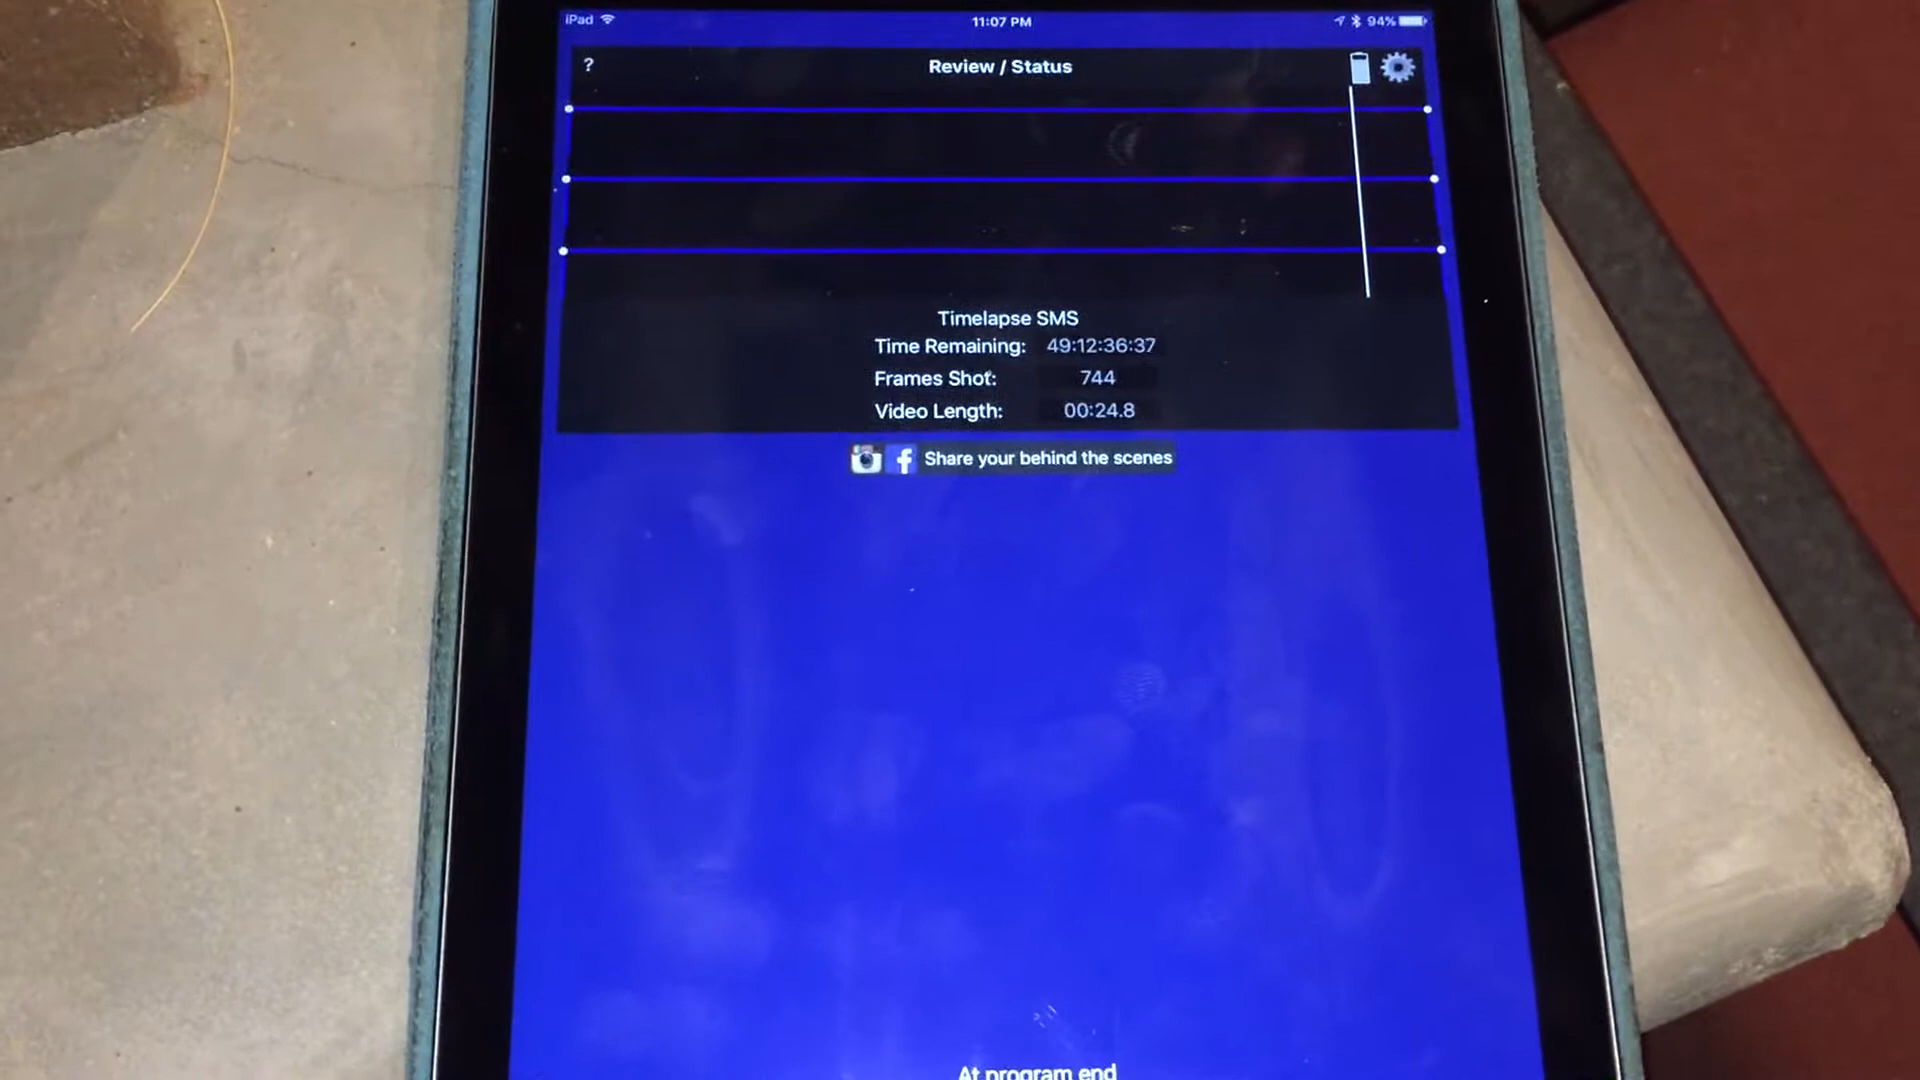 iPad 11:07 PM 94%
? Review / Status
Timelapse SMS
Time Remaining: 49:12:36:37
Frames Shot: 744
Video Length: 00:24.8
Share your behind the scenes
At program end